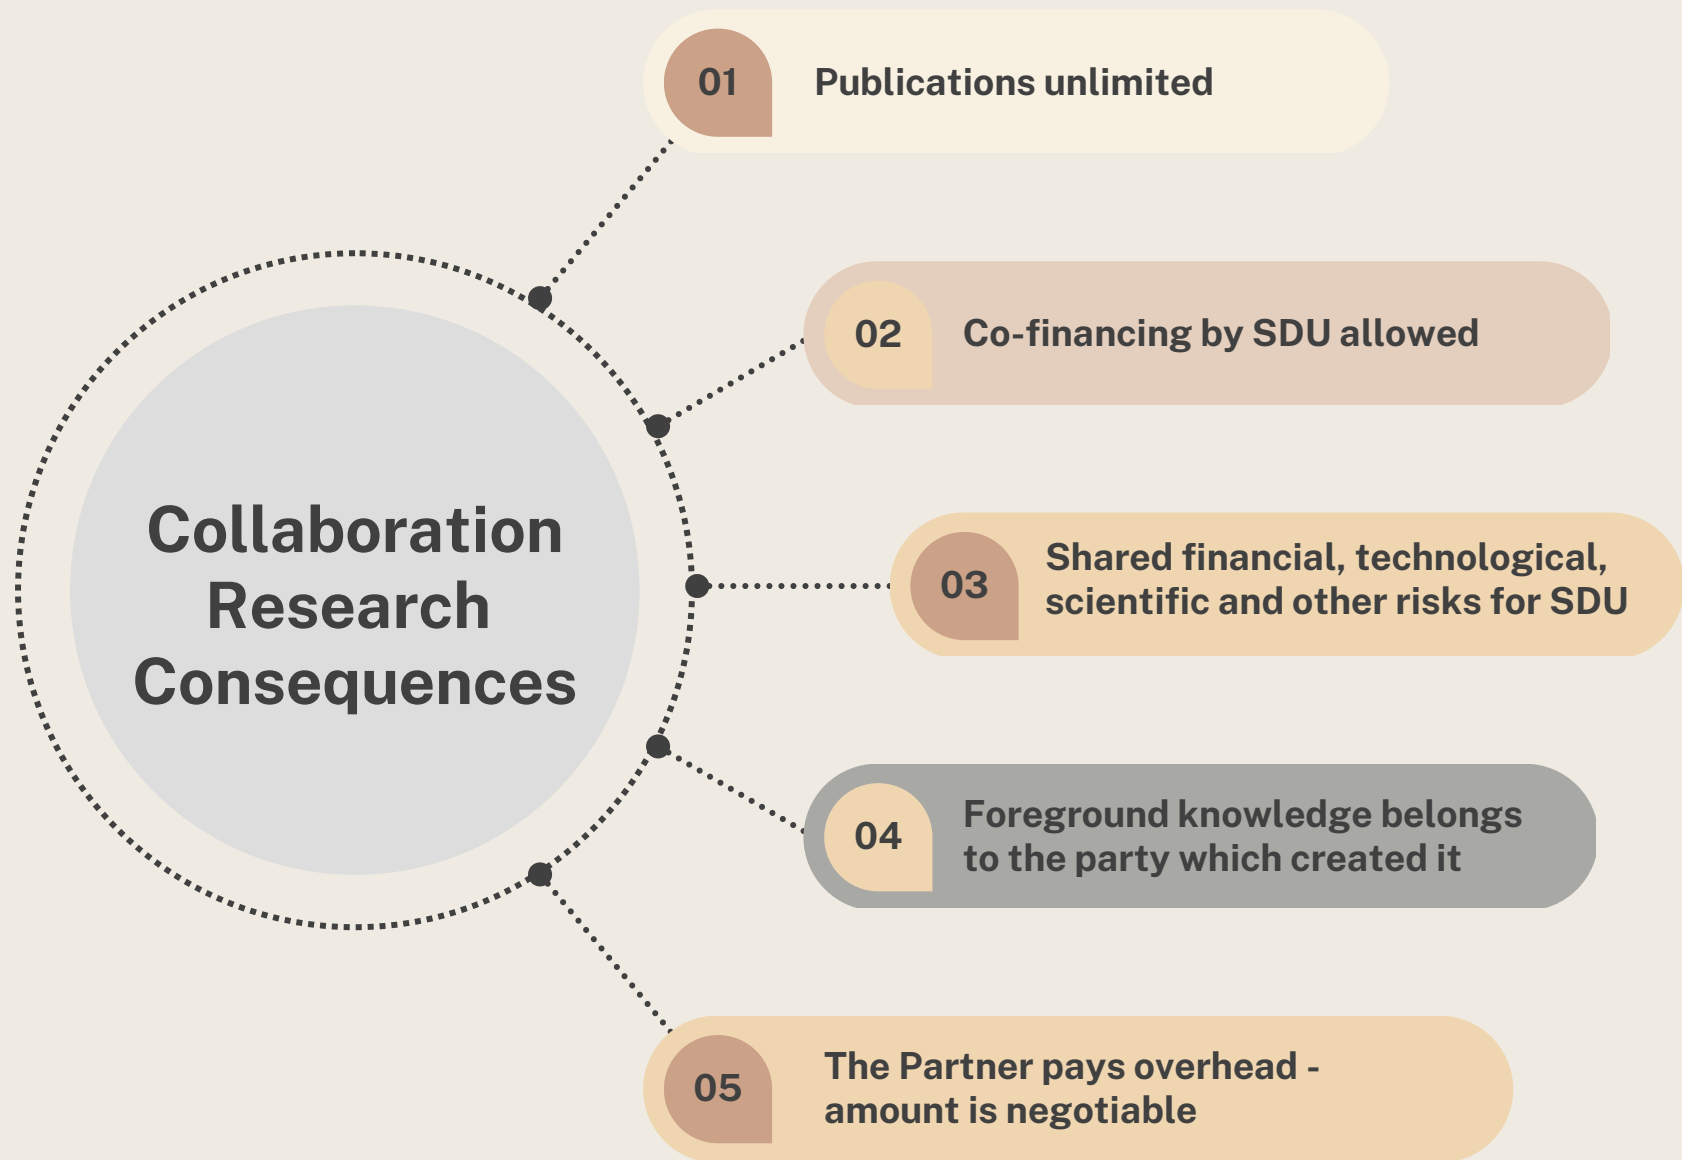 01
Publications unlimited
02
Co-financing by SDU allowed
Collaboration
Research
Consequences
03
Shared financial, technological,
scientific and other risks for SDU
04
Foreground knowledge belongs
to the party which created it
05
The Partner pays overhead -
amount is negotiable